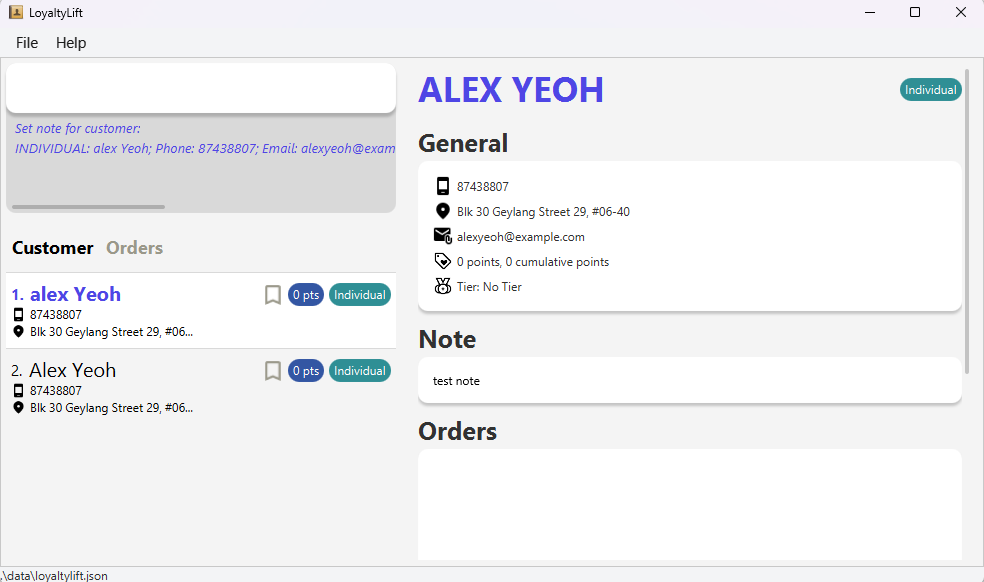 LoyaltyLift
File Help
Set note for customer:
INDIVIDUAL: alex Yeoh; Phone: 87438807; Email: alexyeoh@exam
Customer Orders
1. alex Yeoh 0 pts Individual
87438807
Blk 30 Geylang Street 29, #06...
2. Alex Yeoh 0 pts Individual
87438807
Blk 30 Geylang Street 29, #06...
ALEX YEOH Individual
General
87438807
Blk 30 Geylang Street 29, #06-40
alexyeoh@example.com
0 points, 0 cumulative points
Tier: No Tier
Note
test note
Orders
.\data\loyaltylift.json